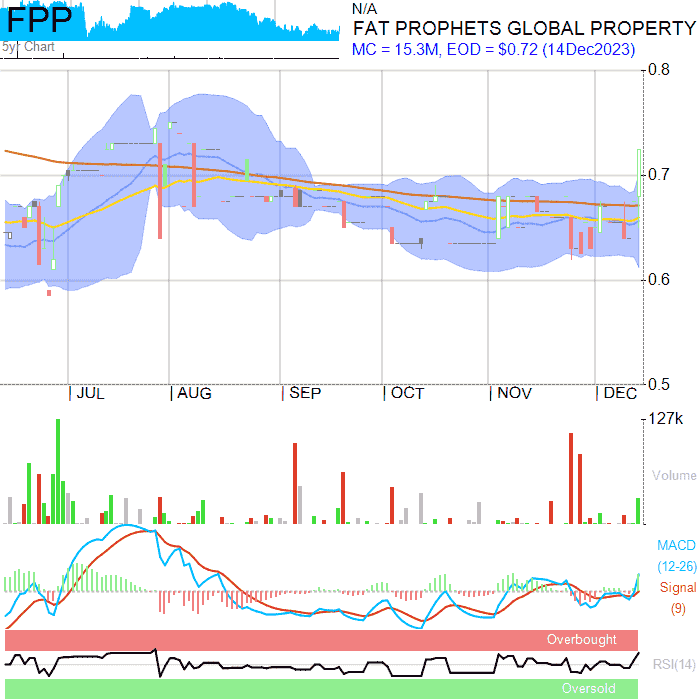 FPP
5yr Chart
N/A
FAT PROPHETS GLOBAL PROPERTY
MC = 15.3M, EOD = $0.72 (14Dec2023)
0.8
0.7
0.6
0.5
JUL AUG SEP OCT NOV DEC
127k
Volume
MACD
(12-26)
Signal
(9)
Overbought
RSI(14)
Oversold